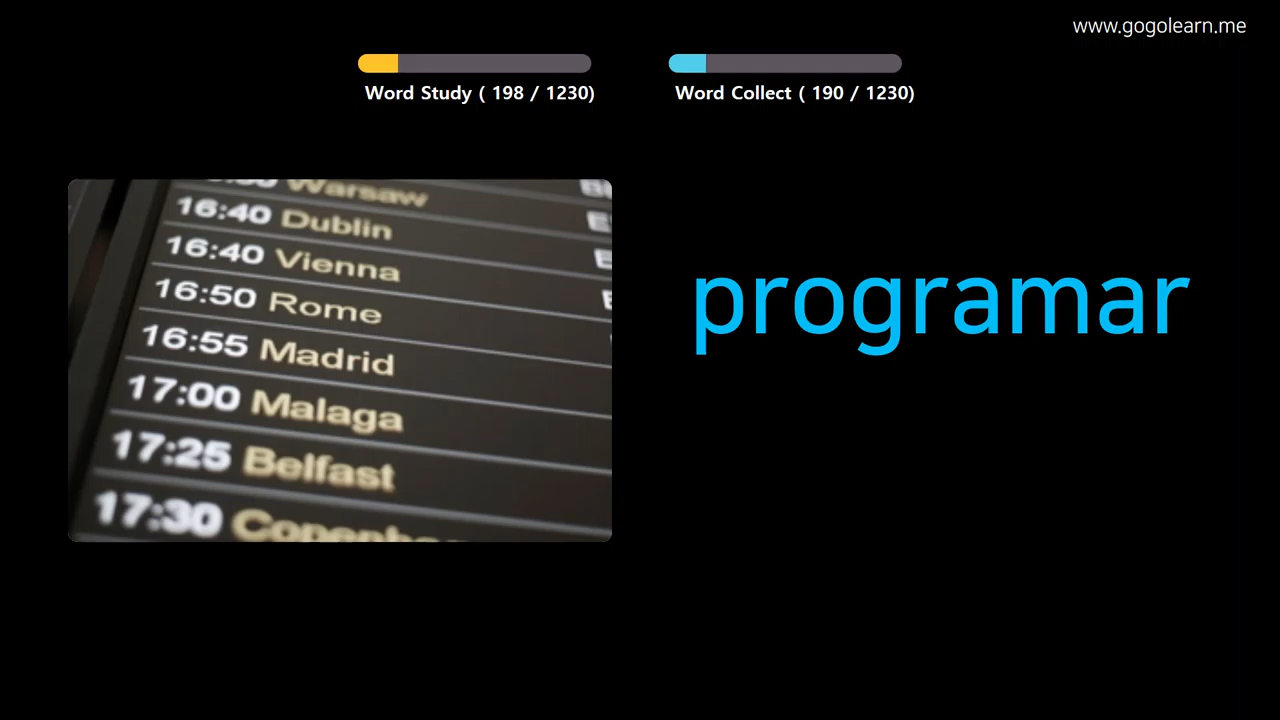 www.gogolearn.me
Word Study ( 198 / 1230)
Word Collect ( 190 / 1230)
Warsaw
16:40 Dublin
16:40 Vienna
16:50 Rome
16:55 Madrid
17:00 Malaga
17:25 Belfast
17:30
programar